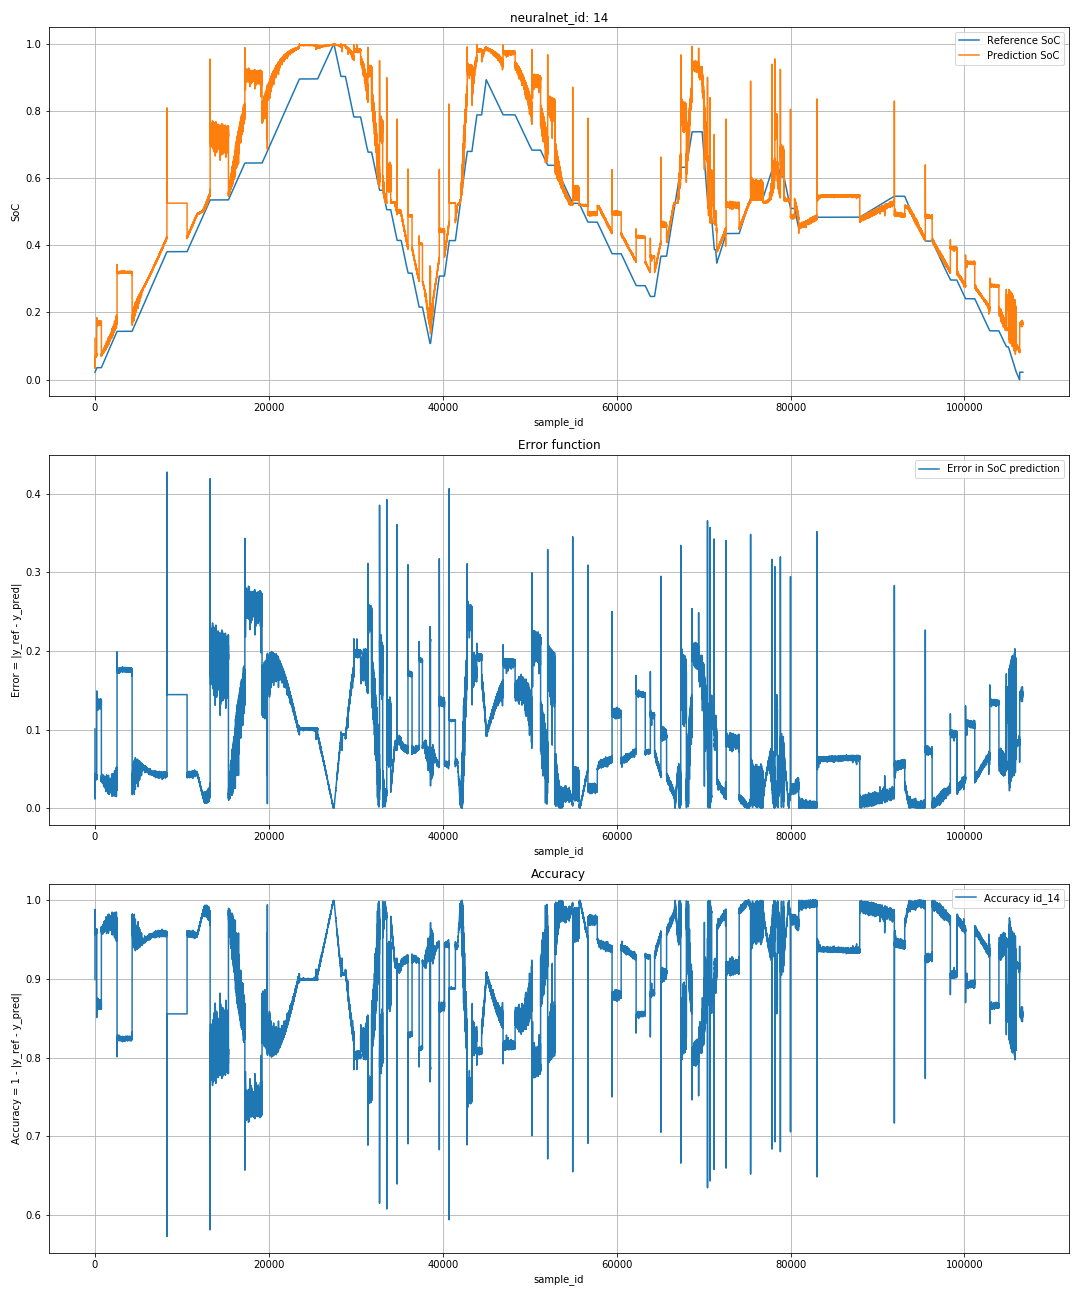 neuralnet_id: 14
Reference SoC
Prediction SoC
1.0
0.8
0.6
0.4
0.2
0.0
SoC
0 20000 40000 60000 80000 100000
sample_id
Error function
Error in SoC prediction
0.4
0.3
0.2
0.1
0.0
Error = |y_ref - y_pred|
0 20000 40000 60000 80000 100000
sample_id
Accuracy
Accuracy id_14
1.0
0.9
0.8
0.7
0.6
Accuracy = 1 - |y_ref - y_pred|
0 20000 40000 60000 80000 100000
sample_id